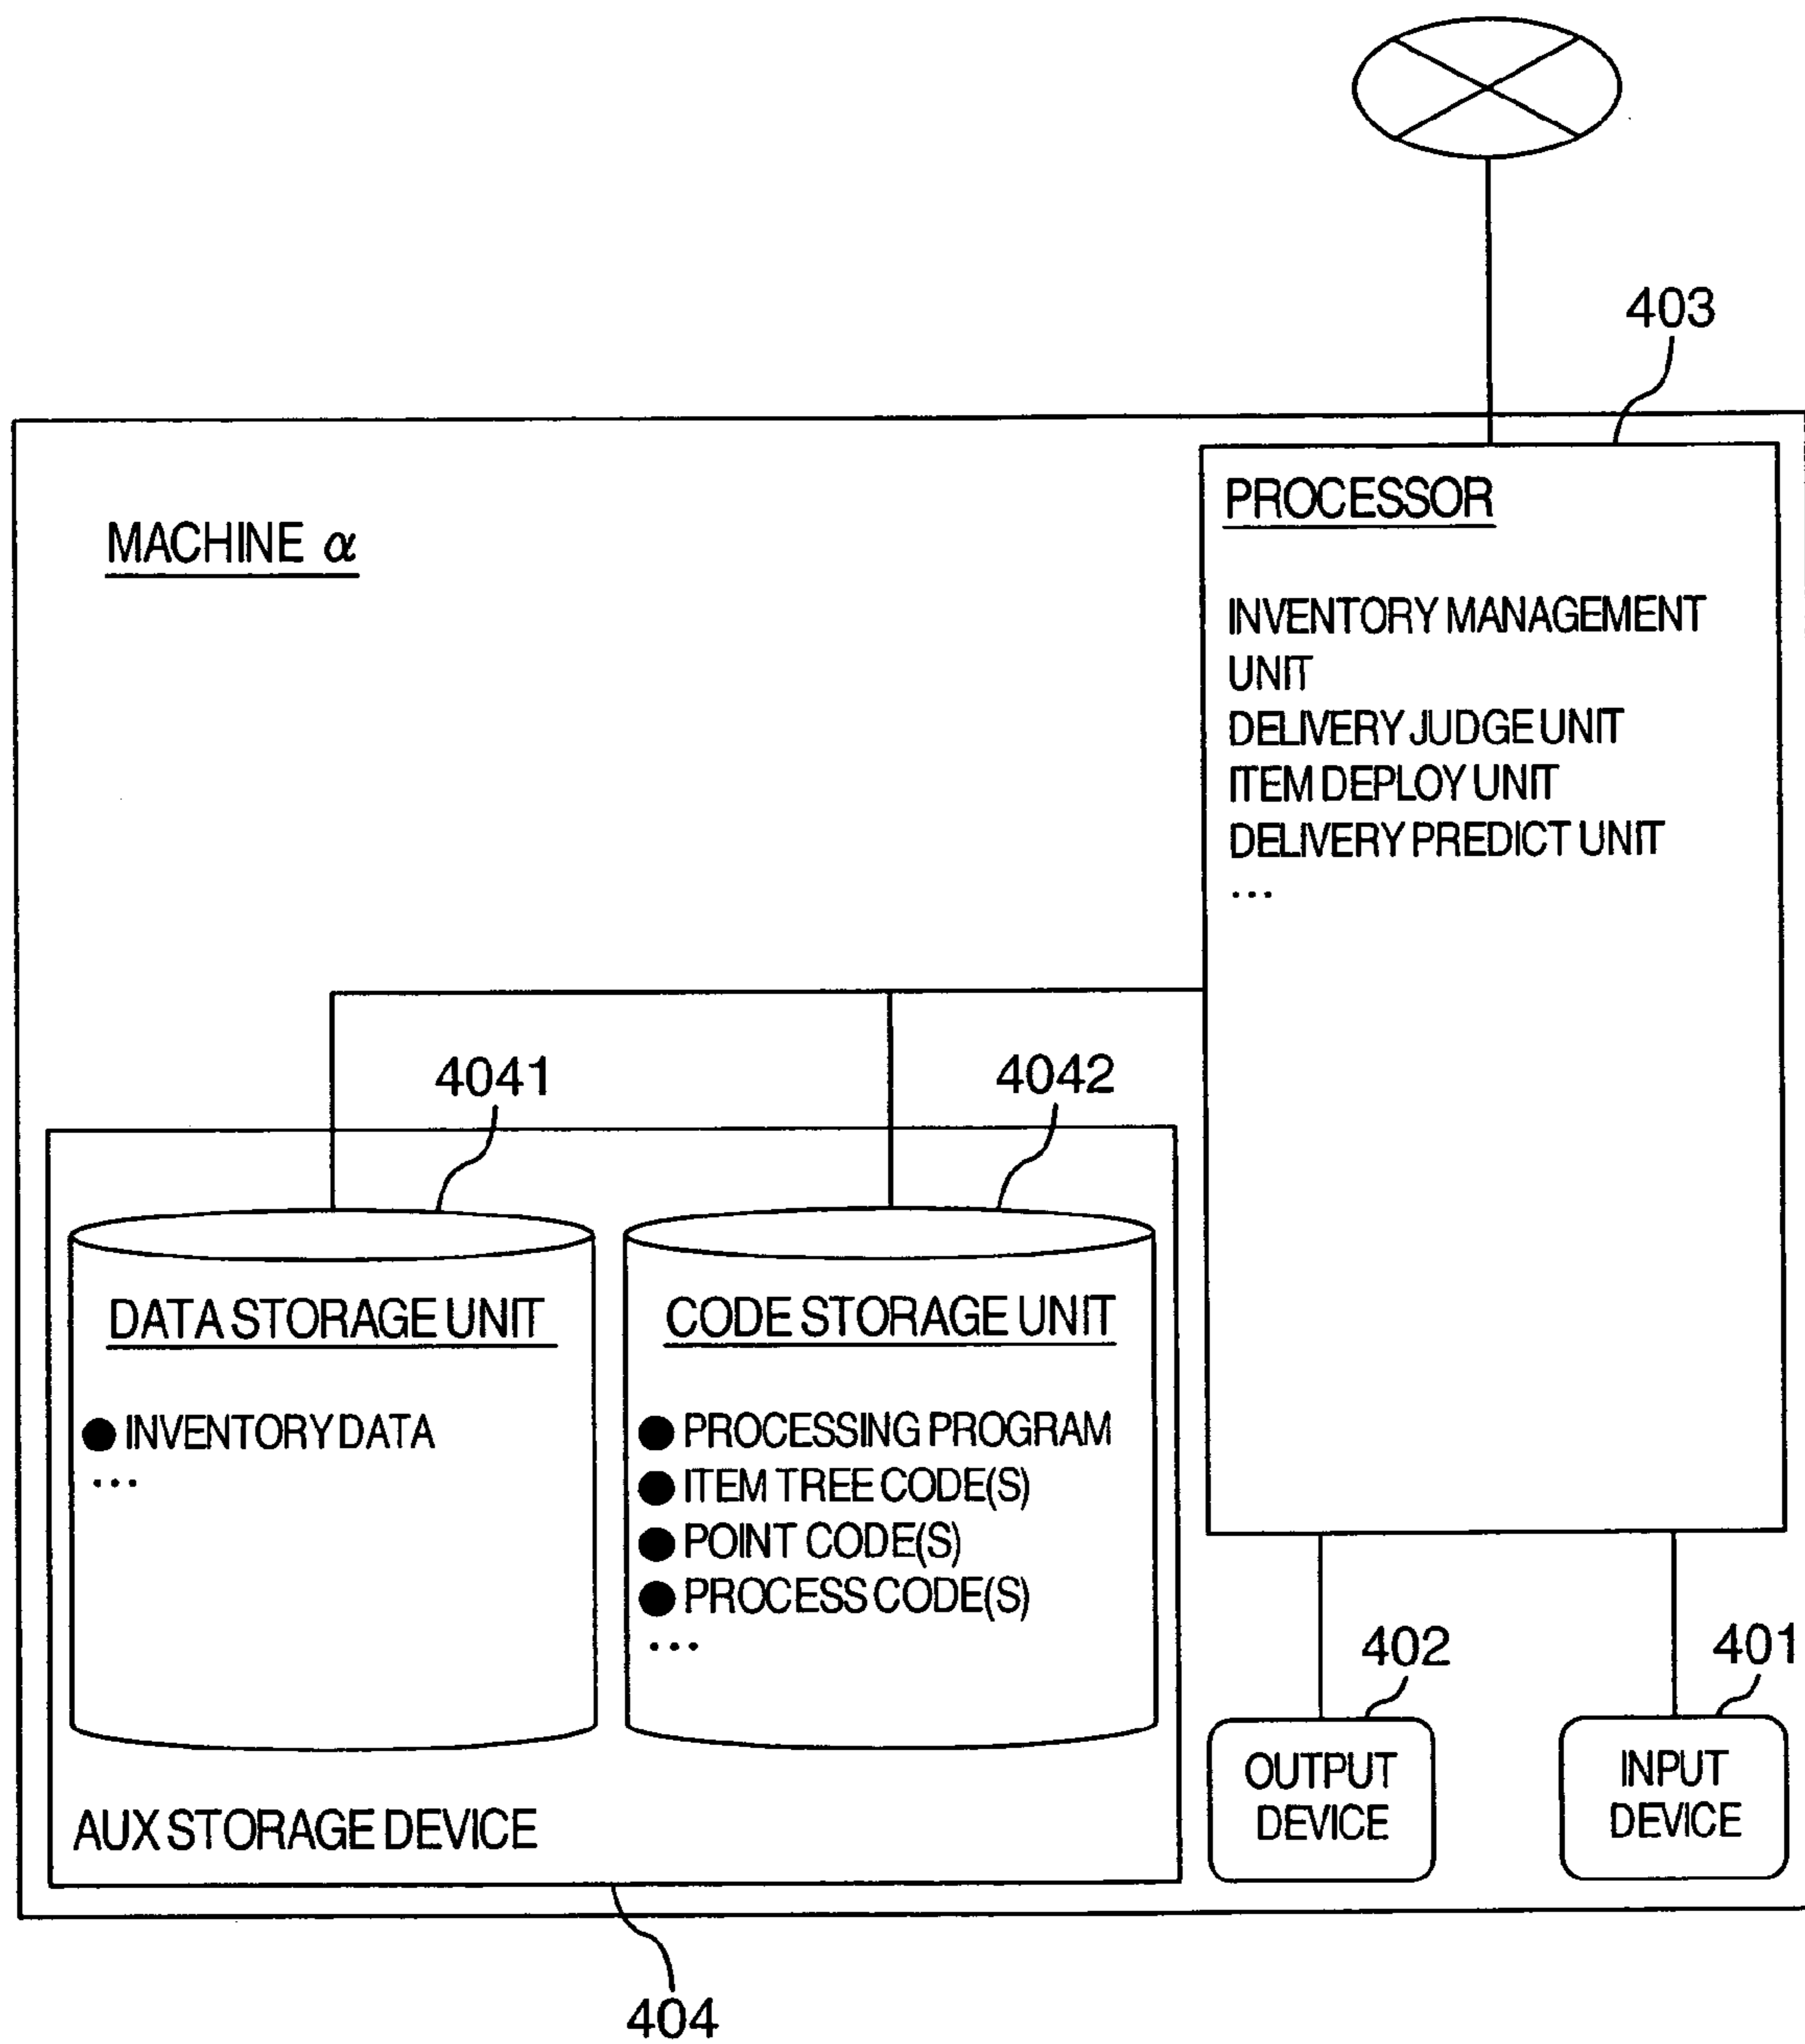 403
MACHINE α
PROCESSOR
INVENTORY MANAGEMENT
UNIT
DELIVERY JUDGE UNIT
ITEM DEPLOY UNIT
DELIVERY PREDICT UNIT
...
4041
4042
DATA STORAGE UNIT
● INVENTORY DATA
...
CODE STORAGE UNIT
● PROCESSING PROGRAM
● ITEM TREE CODE(S)
● POINT CODE(S)
● PROCESS CODE(S)
...
AUX STORAGE DEVICE
402
401
OUTPUT
DEVICE
INPUT
DEVICE
404